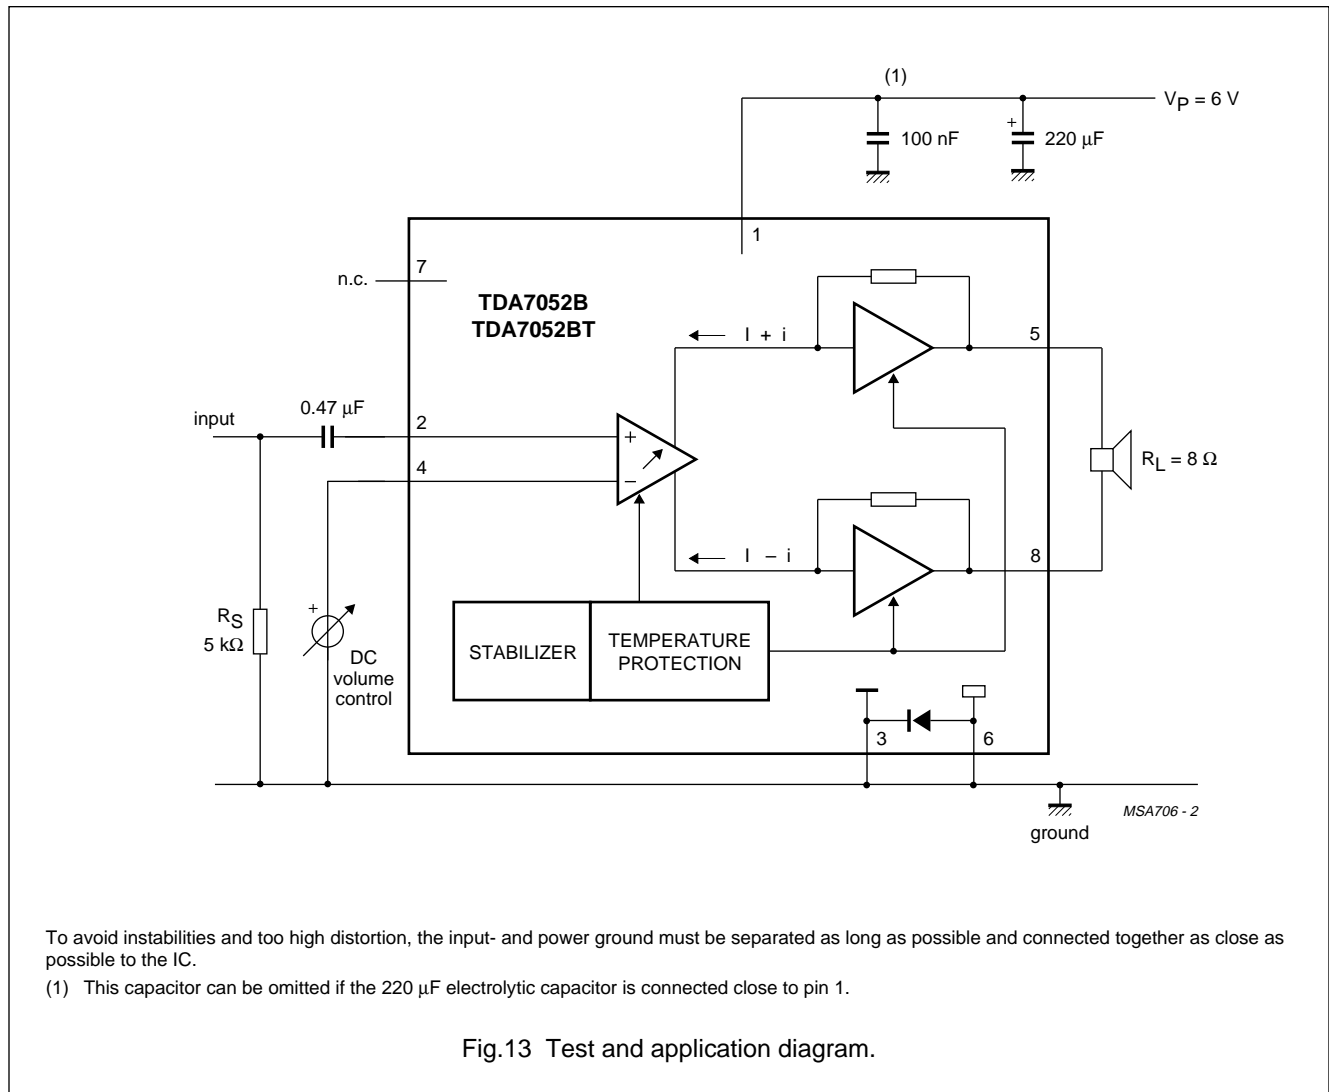 (1)
V_P = 6 V
100 nF
+
220 μF
1
n.c.
7
TDA7052B
TDA7052BT
I + i
5
input
0.47 μF
2
+
4
−
R_L = 8 Ω
I − i
8
R_S
5 kΩ
+
DC
volume
control
STABILIZER
TEMPERATURE
PROTECTION
3
6
ground
MSA706 - 2
To avoid instabilities and too high distortion, the input- and power ground must be separated as long as possible and connected together as close as
possible to the IC.
(1) This capacitor can be omitted if the 220 μF electrolytic capacitor is connected close to pin 1.
Fig.13 Test and application diagram.